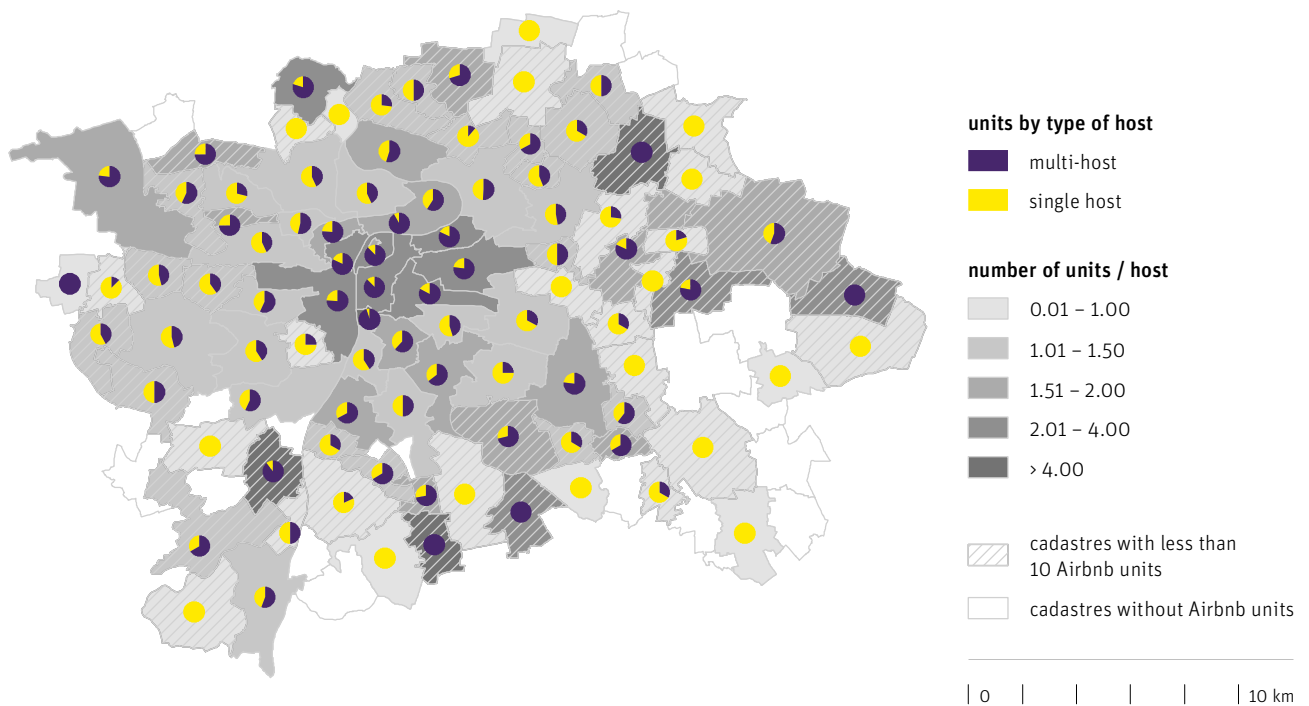 units by type of host
multi-host
single host
number of units / host
0.01 – 1.00
1.01 – 1.50
1.51 – 2.00
2.01 – 4.00
> 4.00
cadastres with less than
10 Airbnb units
cadastres without Airbnb units
0 10 km